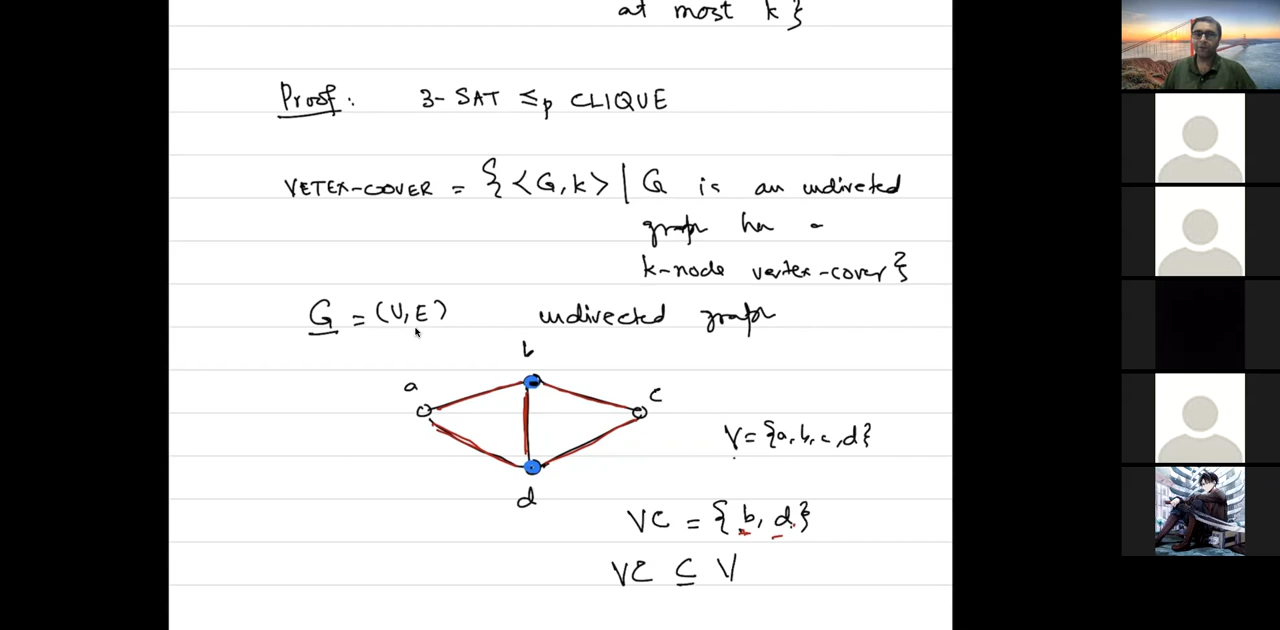 at most k}
Proof: 3-SAT ≤p CLIQUE
VETEX-COVER = {<G,k> | G is an undirected
graph has a
k-node vertex-cover}
G = (V,E) undirected graph
b
a
c
V={a,b,c,d}
d
VC = {b, d}
VC ⊆ V